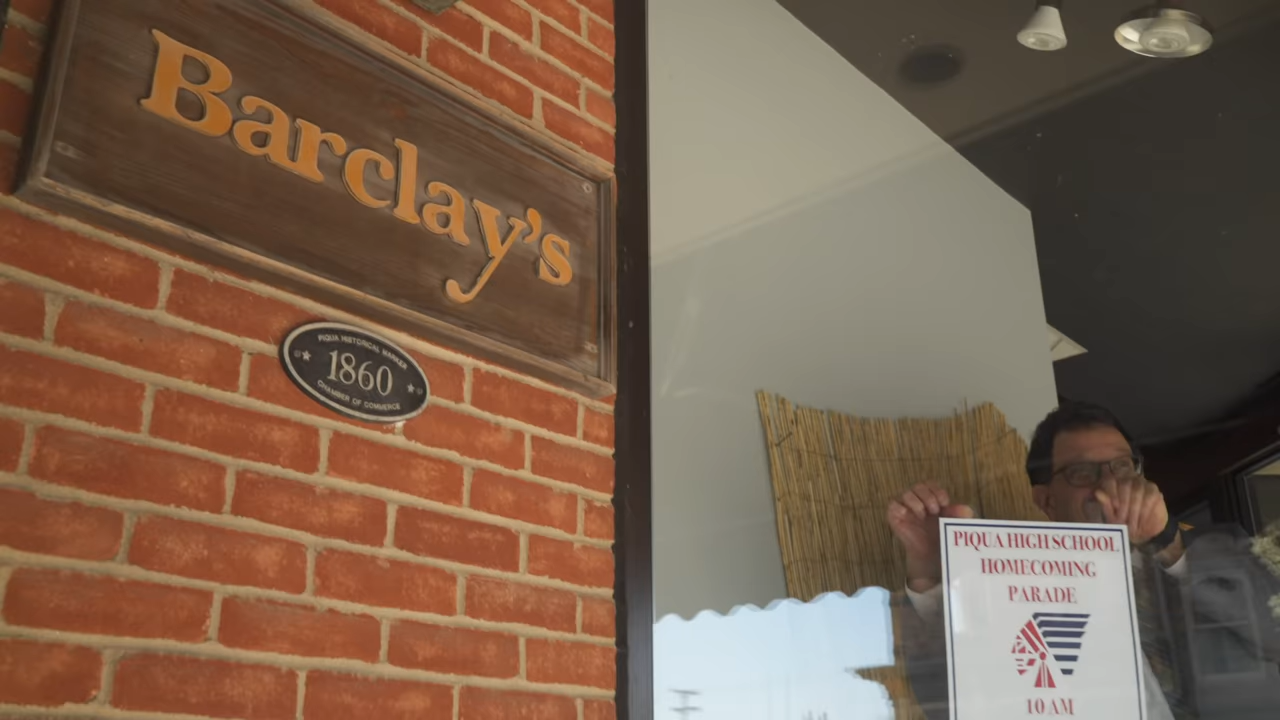 Barclay's
PIQUA HISTORICAL MARKER
1860
CHAMBER OF COMMERCE
PIQUA HIGH SCHOOL
HOMECOMING
PARADE
10 AM